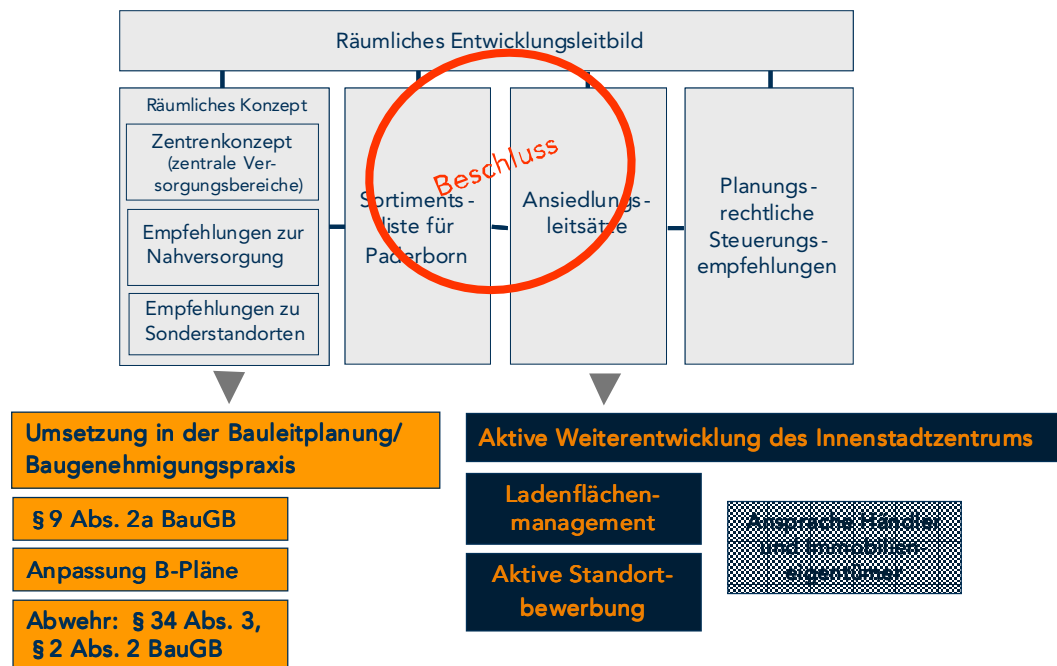 Räumliches Entwicklungsleitbild
Räumliches Konzept
Zentrenkonzept
(zentrale Ver-
sorgungsbereiche)
Empfehlungen zur
Nahversorgung
Empfehlungen zu
Sonderstandorten
Sortiments-
liste für
Paderborn
Beschluss
Ansiedlungs-
leitsätze
Planungs-
rechtliche
Steuerungs-
empfehlungen
Umsetzung in der Bauleitplanung/
Baugenehmigungspraxis
§ 9 Abs. 2a BauGB
Anpassung B-Pläne
Abwehr: § 34 Abs. 3,
§ 2 Abs. 2 BauGB
Aktive Weiterentwicklung des Innenstadtzentrums
Ladenflächen-
management
Aktive Standort-
bewerbung
Ansprache Händler
und Immobilien-
eigentümer